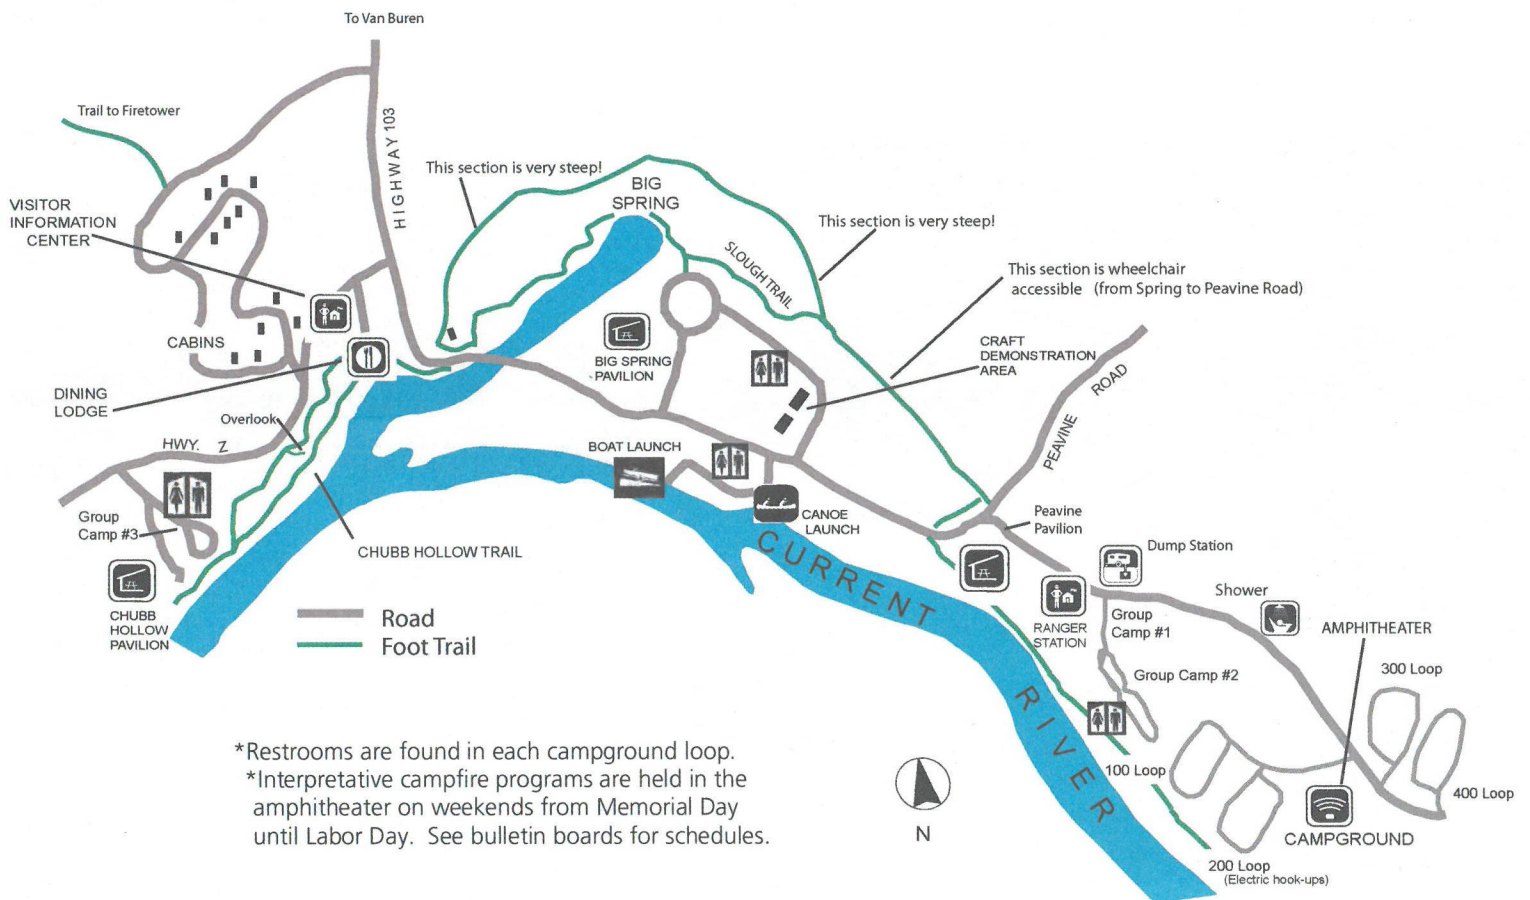 To Van Buren
Trail to Firetower
HIGHWAY 103
This section is very steep!
BIG
SPRING
VISITOR
INFORMATION
CENTER
This section is very steep!
SLOUGH TRAIL
This section is wheelchair
accessible (from Spring to Peavine Road)
CABINS
BIG SPRING
PAVILION
CRAFT
DEMONSTRATION
AREA
PEAVINE ROAD
DINING
LODGE
Overlook
HWY. Z
BOAT LAUNCH
Group
Camp #3
CANOE
LAUNCH
Peavine
Pavilion
CHUBB HOLLOW TRAIL
Dump Station
CURRENT RIVER
CHUBB
HOLLOW
PAVILION
Road
Foot Trail
Shower
Group
Camp #1
RANGER
STATION
AMPHITHEATER
300 Loop
Group Camp #2
*Restrooms are found in each campground loop.
*Interpretative campfire programs are held in the
amphitheater on weekends from Memorial Day
until Labor Day. See bulletin boards for schedules.
N
100 Loop
400 Loop
CAMPGROUND
200 Loop
(Electric hook-ups)